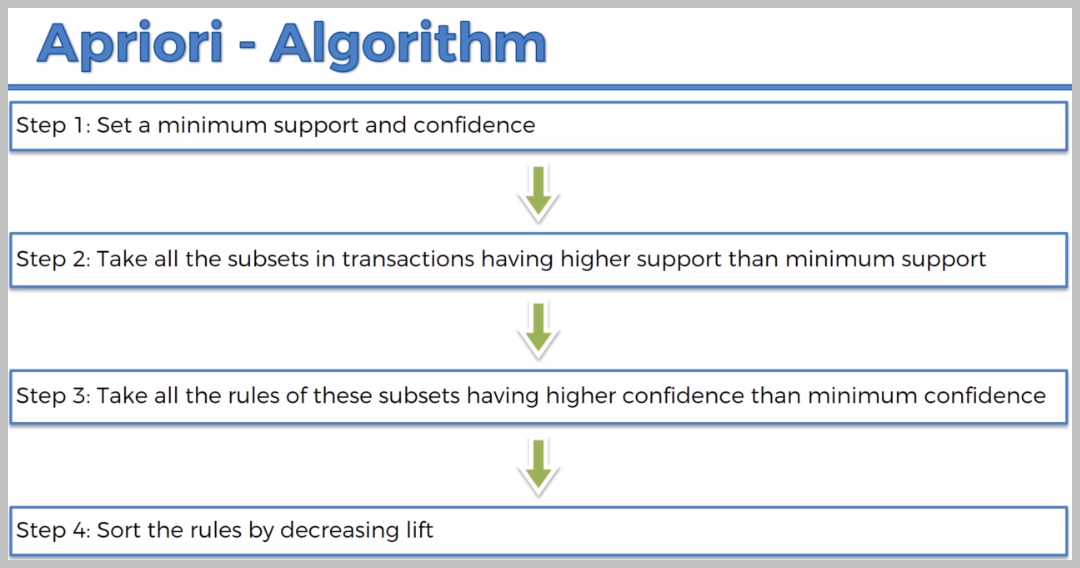 Apriori - Algorithm
Step 1: Set a minimum support and confidence
Step 2: Take all the subsets in transactions having higher support than minimum support
Step 3: Take all the rules of these subsets having higher confidence than minimum confidence
Step 4: Sort the rules by decreasing lift